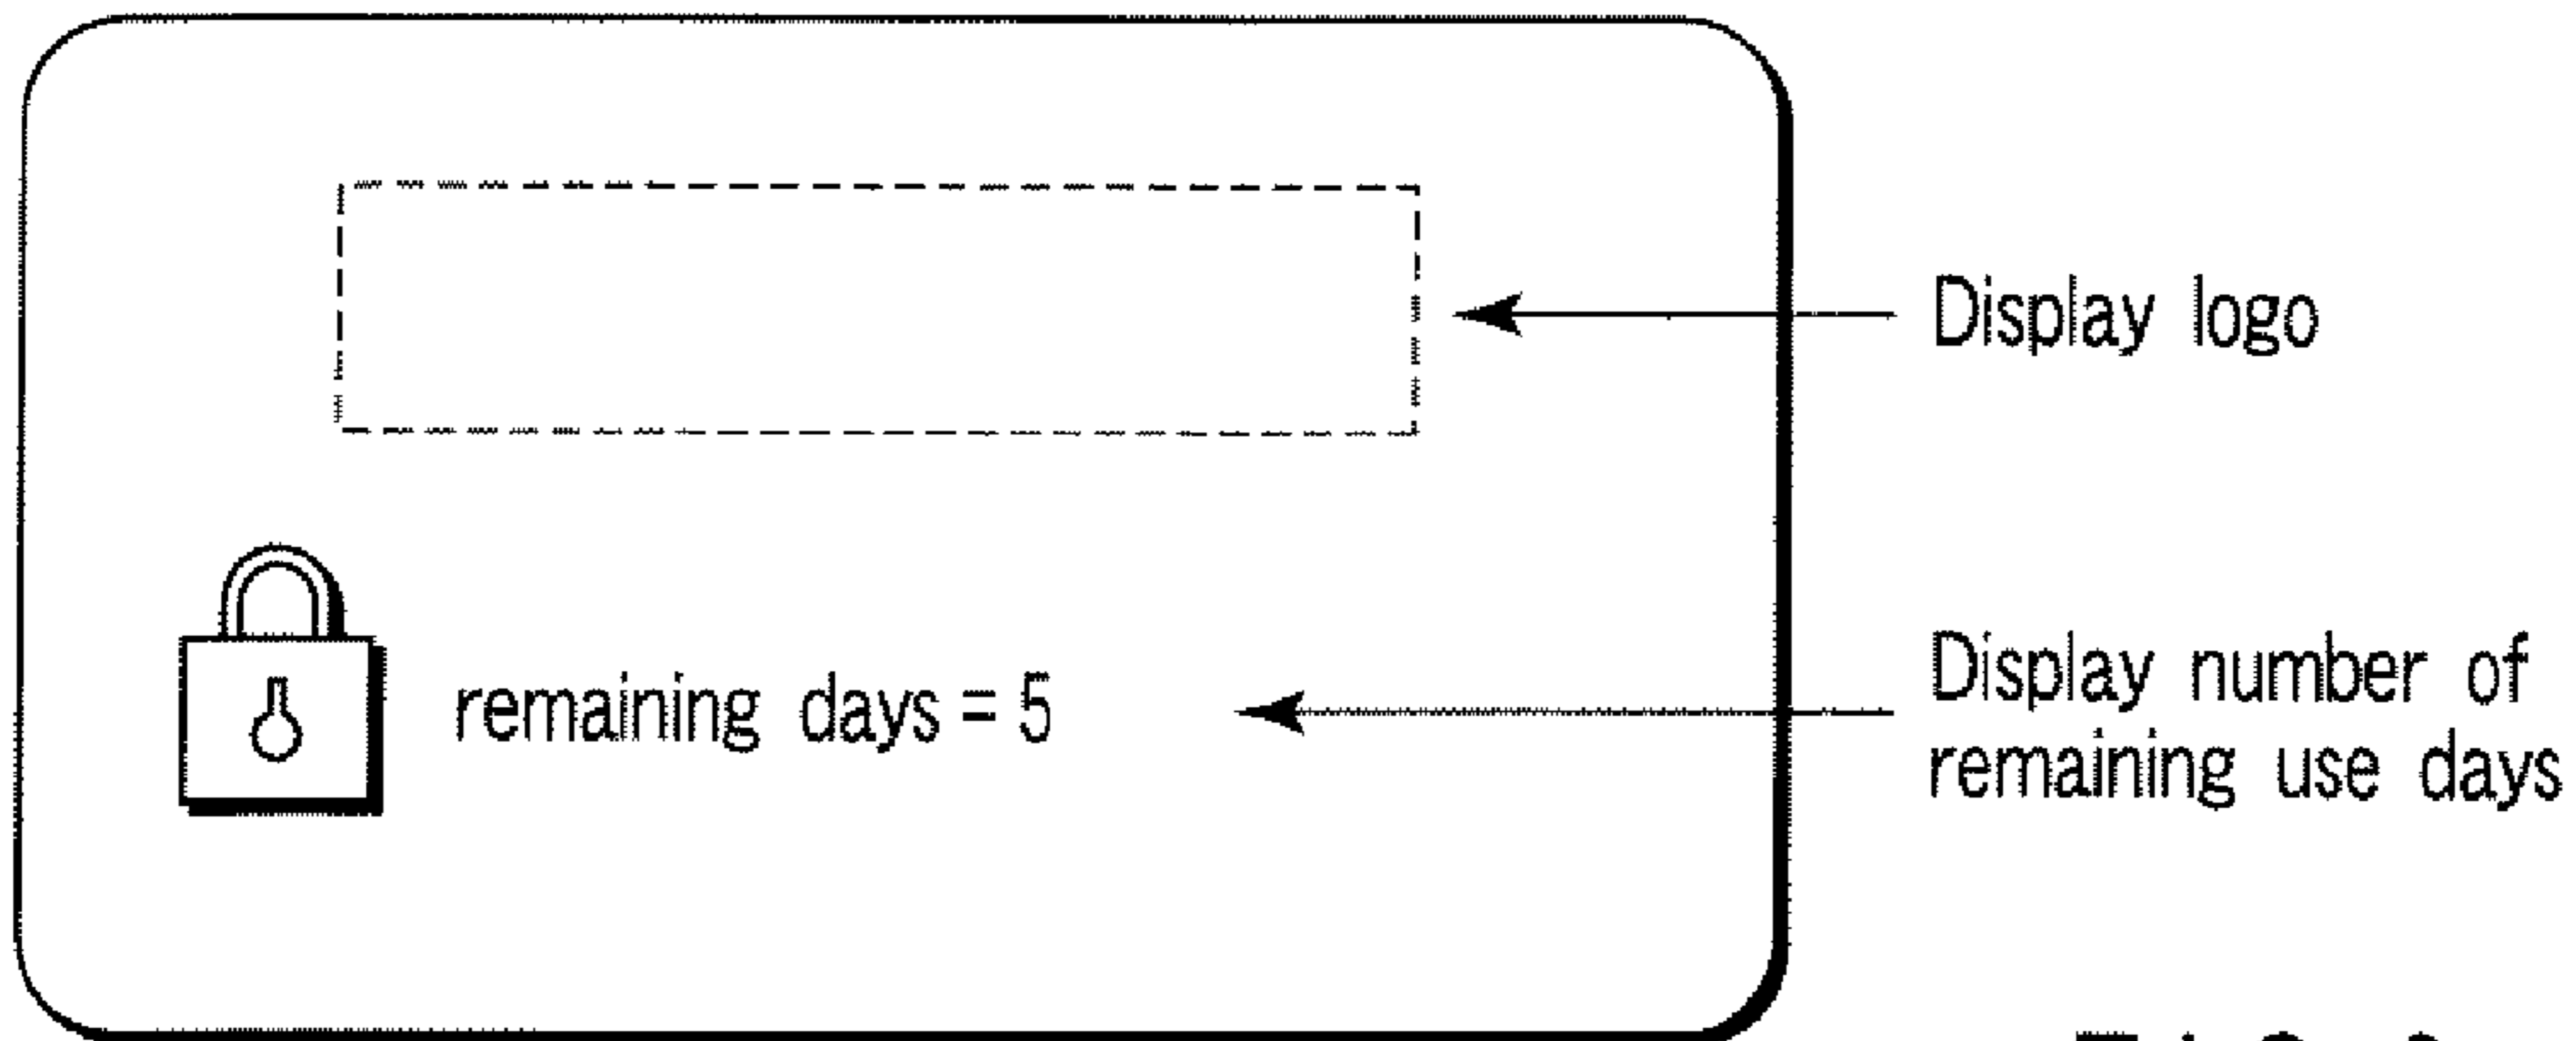 Display logo
remaining days = 5
Display number of
remaining use days